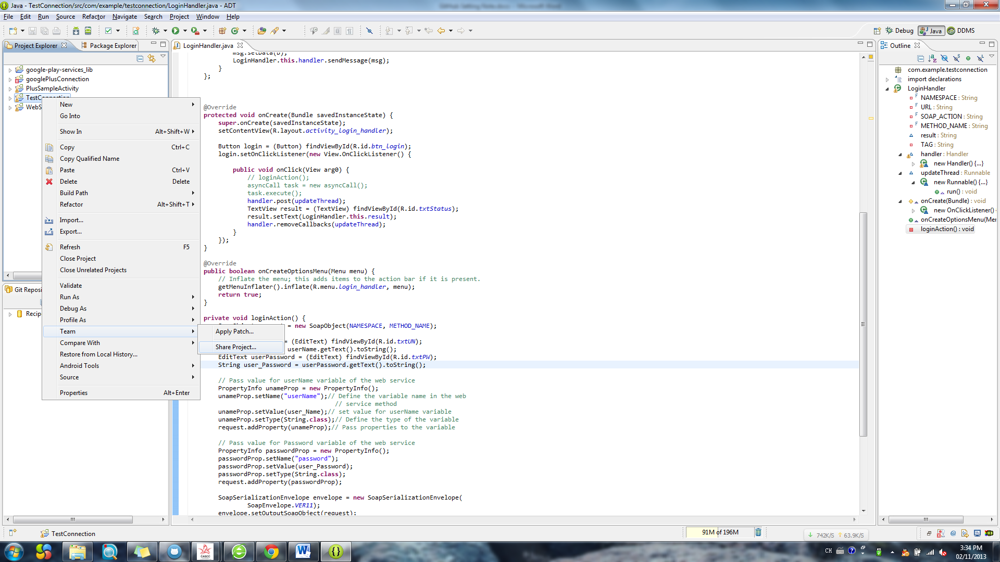 Java - TestConnection/src/com/example/testconnection/LoginHandler.java - ADT
File Edit Run Source Refactor Navigate Search Project Window Help
Debug Java DDMS
Project Explorer Package Explorer
google-play-services_lib
googlePlusConnection
PlusSampleActivity
TestConnection
WebS
New
Go Into
Show In Alt+Shift+W
Copy Ctrl+C
Copy Qualified Name
Paste Ctrl+V
Delete Delete
Build Path
Refactor Alt+Shift+T
Import...
Export...
Refresh F5
Close Project
Close Unrelated Projects
Validate
Run As
Debug As
Profile As
Team
Compare With
Restore from Local History...
Android Tools
Source
Properties Alt+Enter
Apply Patch...
Share Project...
Git Reposi
Recip
LoginHandler.java
msg.setData(b);
LoginHandler.this.handler.sendMessage(msg);
}
};
@Override
protected void onCreate(Bundle savedInstanceState) {
super.onCreate(savedInstanceState);
setContentView(R.layout.activity_login_handler);
Button login = (Button) findViewById(R.id.btn_login);
login.setOnClickListener(new View.OnClickListener() {
public void onClick(View arg0) {
// loginAction();
asyncCall task = new asyncCall();
task.execute();
handler.post(updateThread);
TextView result = (TextView) findViewById(R.id.txtStatus);
result.setText(LoginHandler.this.result);
handler.removeCallbacks(updateThread);
}
});
}
@Override
public boolean onCreateOptionsMenu(Menu menu) {
// Inflate the menu; this adds items to the action bar if it is present.
getMenuInflater().inflate(R.menu.login_handler, menu);
return true;
}
private void loginAction() {
= new SoapObject(NAMESPACE, METHOD_NAME);
= (EditText) findViewById(R.id.txtUN);
userName.getText().toString();
EditText userPassword = (EditText) findViewById(R.id.txtPW);
String user_Password = userPassword.getText().toString();
// Pass value for userName variable of the web service
PropertyInfo unameProp = new PropertyInfo();
unameProp.setName("userName");// Define the variable name in the web
// service method
unameProp.setValue(user_Name);// set value for userName variable
unameProp.setType(String.class);// Define the type of the variable
request.addProperty(unameProp);// Pass properties to the variable
// Pass value for Password variable of the web service
PropertyInfo passwordProp = new PropertyInfo();
passwordProp.setName("password");
passwordProp.setValue(user_Password);
passwordProp.setType(String.class);
request.addProperty(passwordProp);
SoapSerializationEnvelope envelope = new SoapSerializationEnvelope(
SoapEnvelope.VER11);
envelope.setOutputSoapObject(request);
Outline
com.example.testconnection
import declarations
LoginHandler
NAMESPACE : String
URL : String
SOAP_ACTION : String
METHOD_NAME : String
result : String
TAG : String
handler : Handler
new Handler() {...}
updateThread : Runnable
new Runnable() {...}
run() : void
onCreate(Bundle) : void
new OnClickListener()
onCreateOptionsMenu(Mer
loginAction() : void
TestConnection
91M of 196M
742K/S 63.9K/S
CASCC
CH
3:34 PM
02/11/2013